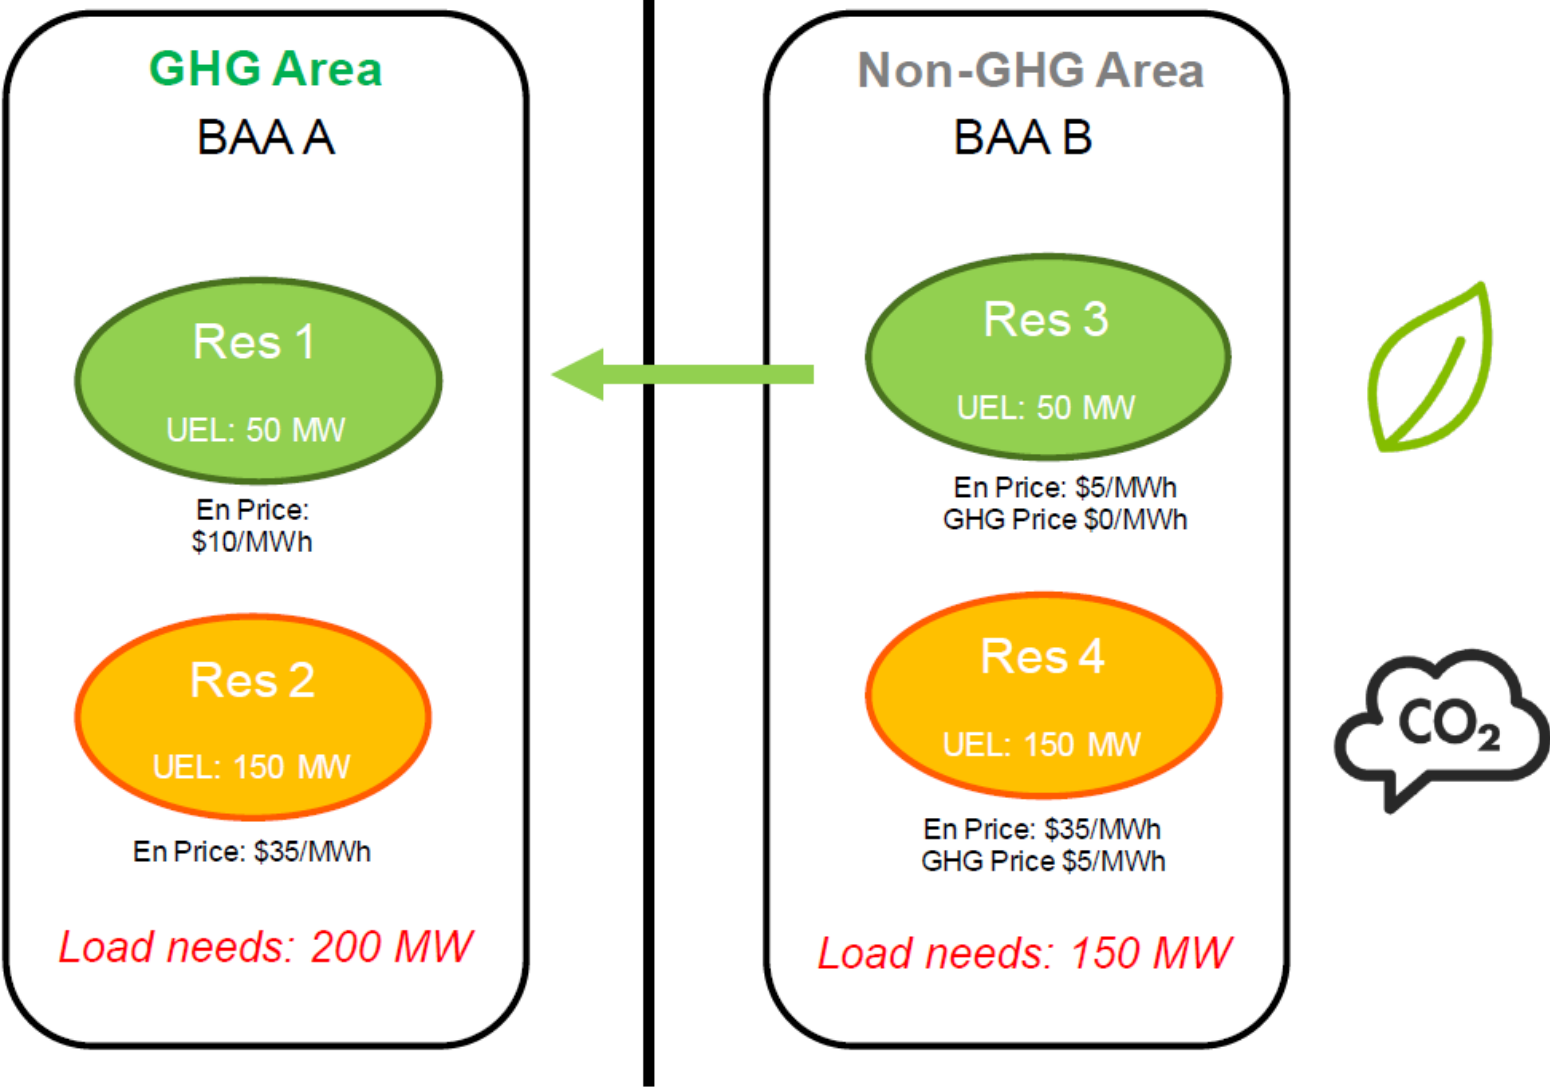 GHG Area
BAA A
Res 1
UEL: 50 MW
En Price:
$10/MWh
Res 2
UEL: 150 MW
En Price: $35/MWh
Load needs: 200 MW
Non-GHG Area
BAA B
Res 3
UEL: 50 MW
En Price: $5/MWh
GHG Price $0/MWh
Res 4
UEL: 150 MW
En Price: $35/MWh
GHG Price $5/MWh
Load needs: 150 MW
CO2